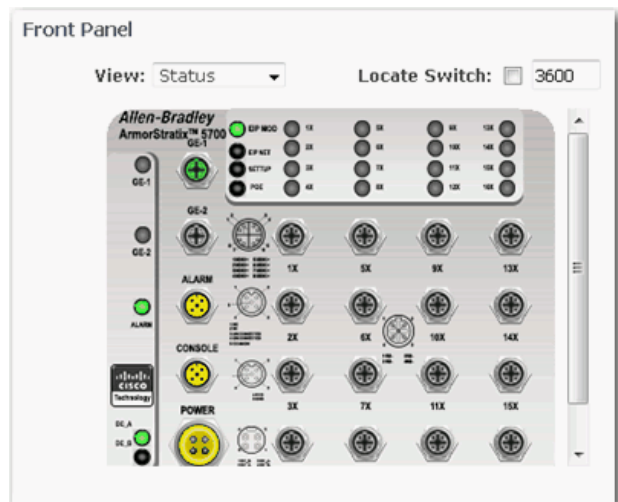 Front Panel
View: Status
Locate Switch: 3600
Allen-Bradley
ArmorStratix™ 5700
GE-1
EIP MOD 1X 5X 9X 13X
EIP NET 2X 6X 10X 14X
SETUP 3X 7X 11X 15X
POE 4X 8X 12X 16X
GE-1
GE-2
GE-2
1X 5X 9X 13X
ALARM
ALARM
2X 6X 10X 14X
CONSOLE
CISCO
Technology
3X 7X 11X 15X
POWER
DC_A
DC_B